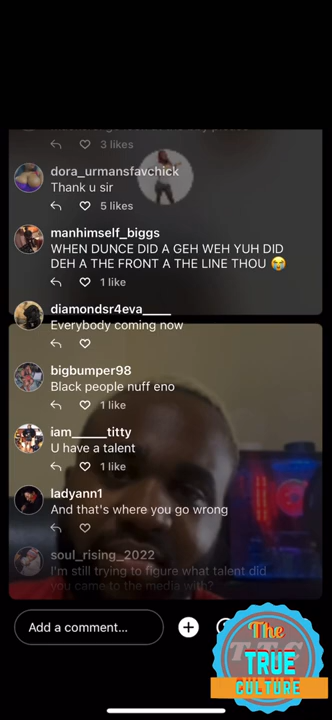 3 likes
dora_urmansfavchick
Thank u sir
5 likes
manhimself_biggs
WHEN DUNCE DID A GEH WEH YUH DID
DEH A THE FRONT A THE LINE THOU 😭
1 like
diamondsr4eva____
Everybody coming now
bigbumper98
Black people nuff eno
1 like
iam_____titty
U have a talent
1 like
ladyann1
And that's where you go wrong
soul_rising_2022
I'm still trying to figure what talent did
you came to the media with?
Add a comment...
The
T.T.C
TRUE
CULTURE